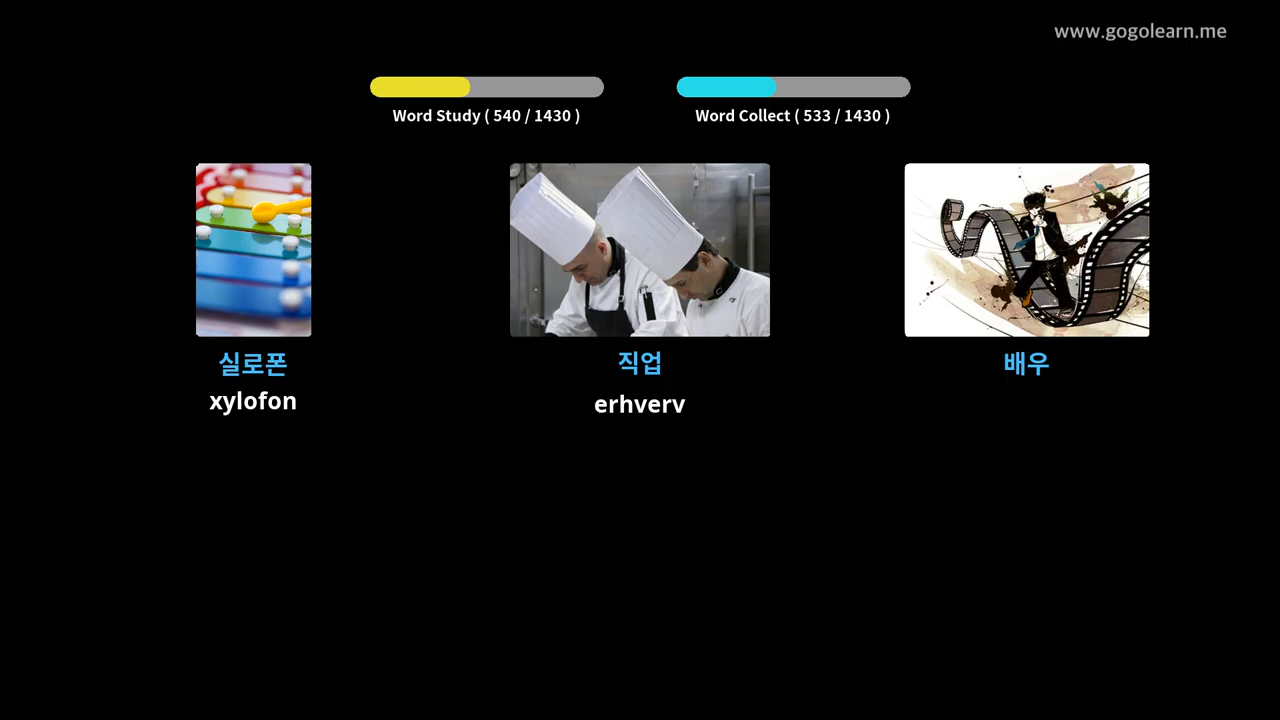 www.gogolearn.me
Word Study ( 540 / 1430 )
Word Collect ( 533 / 1430 )
실로폰
직업
배우
xylofon
erhverv